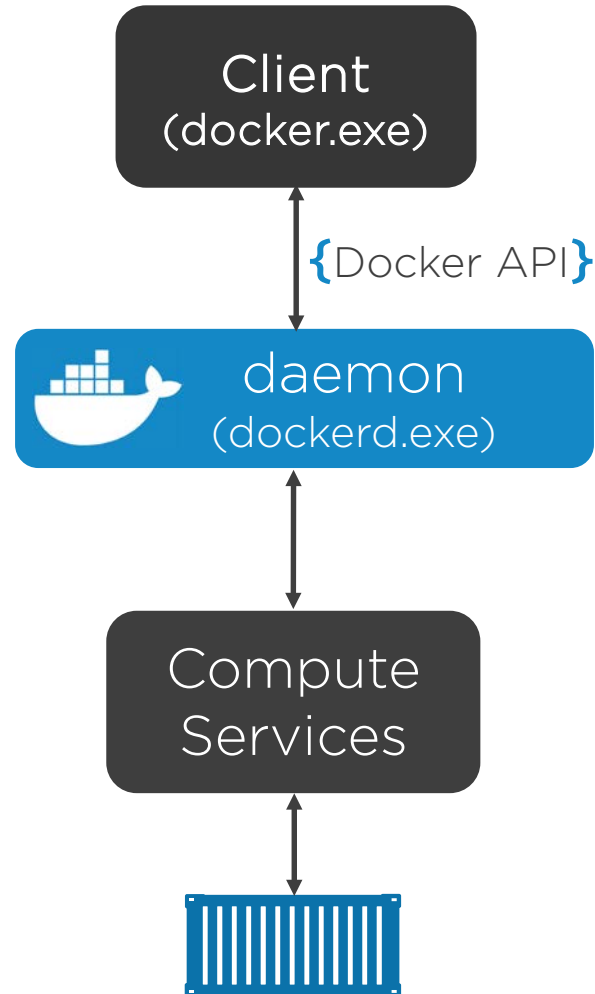 Client
(docker.exe)
{Docker API}
daemon
(dockerd.exe)
Compute
Services